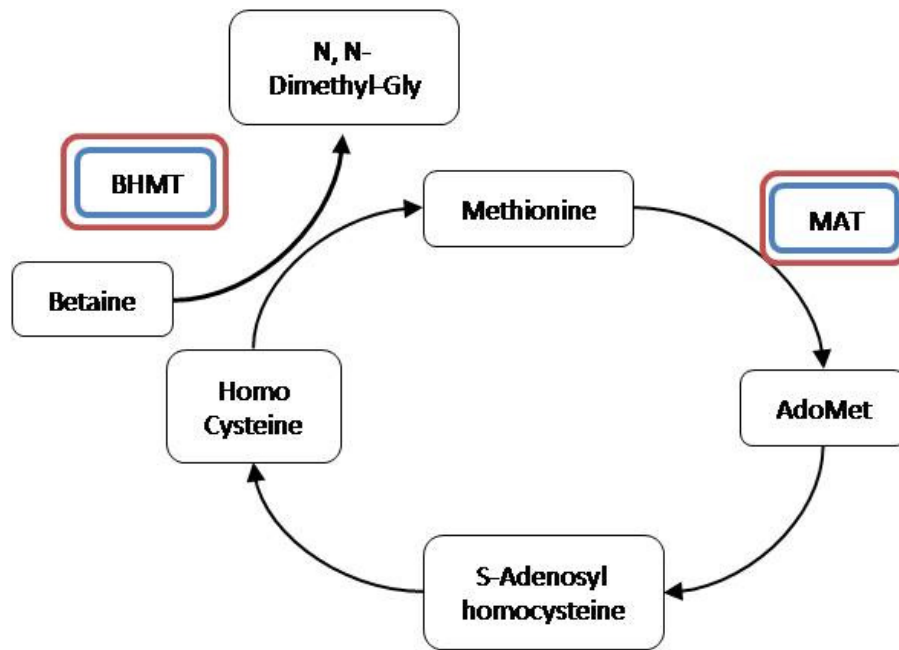 N, N-
Dimethyl-Gly
BHMT
Methionine
MAT
Betaine
Homo
Cysteine
AdoMet
S-Adenosyl
homocysteine